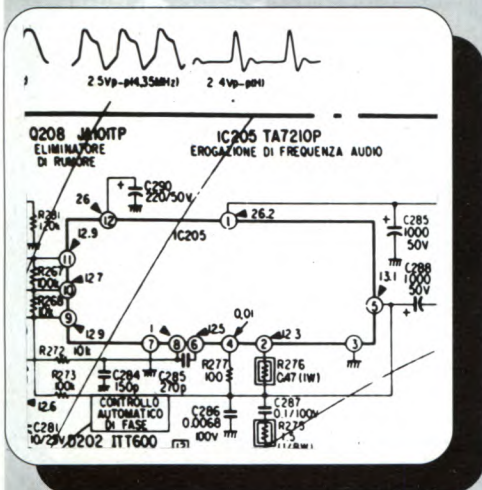 2.5Vp-p(4,35MHz)
2.4Vp-p(H)
ELIMINATORE
DI RUMORE
IC205 TA7210P
EROGAZIONE DI FREQUENZA AUDIO
26
C290
220/50V
12
1
26.2
IC205
R281
120k
12.9
11
R267
100k
12.7
10
R268
10k
9
12.9
C285
1000
50V
C288
1000
50V
13.1
5
1
12.5
0,01
12.3
7
8
6
4
2
3
R272
R273
100k
C284
150p
C285
270p
R277
100
R276
0.47(1W)
12.6
CONTROLLO
AUTOMATICO
DI FASE
C286
0.0068
100V
C287
0.1/100V
R275
C281
10/25V
D202 ITT600